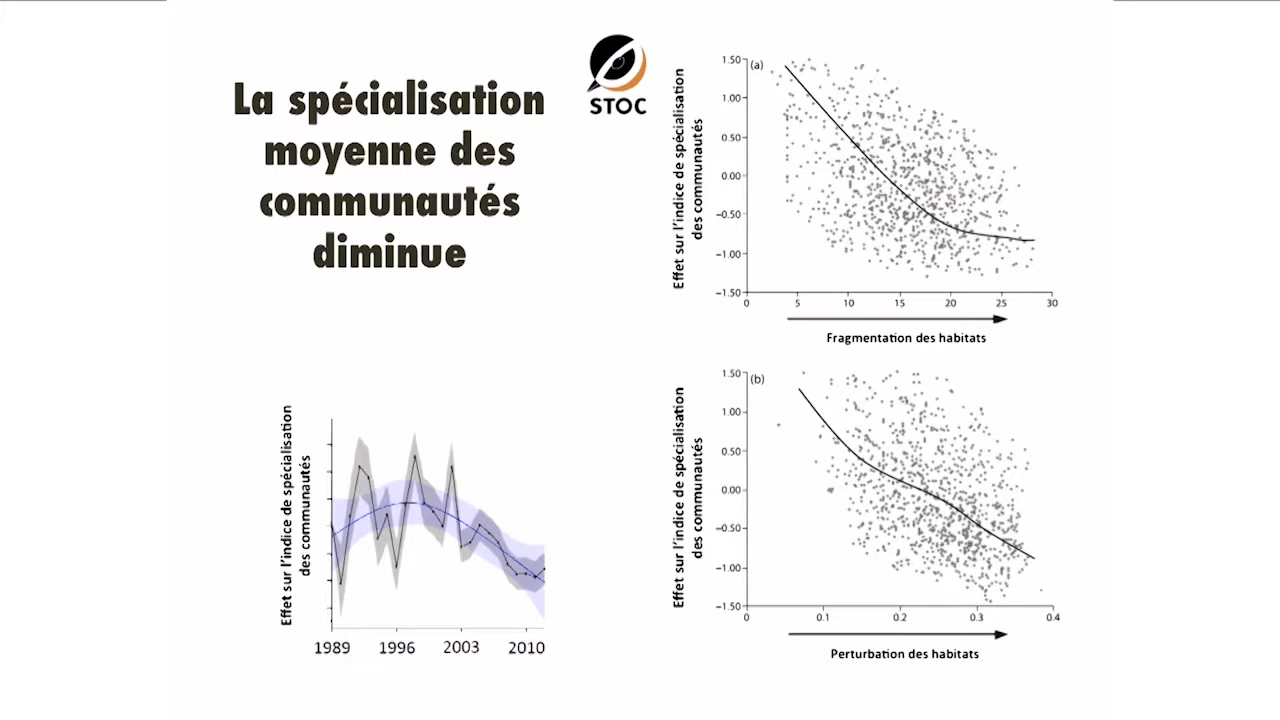 La spécialisation
moyenne des
communautés
diminue
STOC
Effet sur l'indice de spécialisation
des communautés
1989 1996 2003 2010
(a)
Effet sur l'indice de spécialisation
des communautés
1.50
1.00
0.50
0.00
−0.50
−1.00
−1.50
0 5 10 15 20 25 30
Fragmentation des habitats
(b)
Effet sur l'indice de spécialisation
des communautés
1.50
1.00
0.50
0.00
−0.50
−1.00
−1.50
0 0.1 0.2 0.3 0.4
Perturbation des habitats